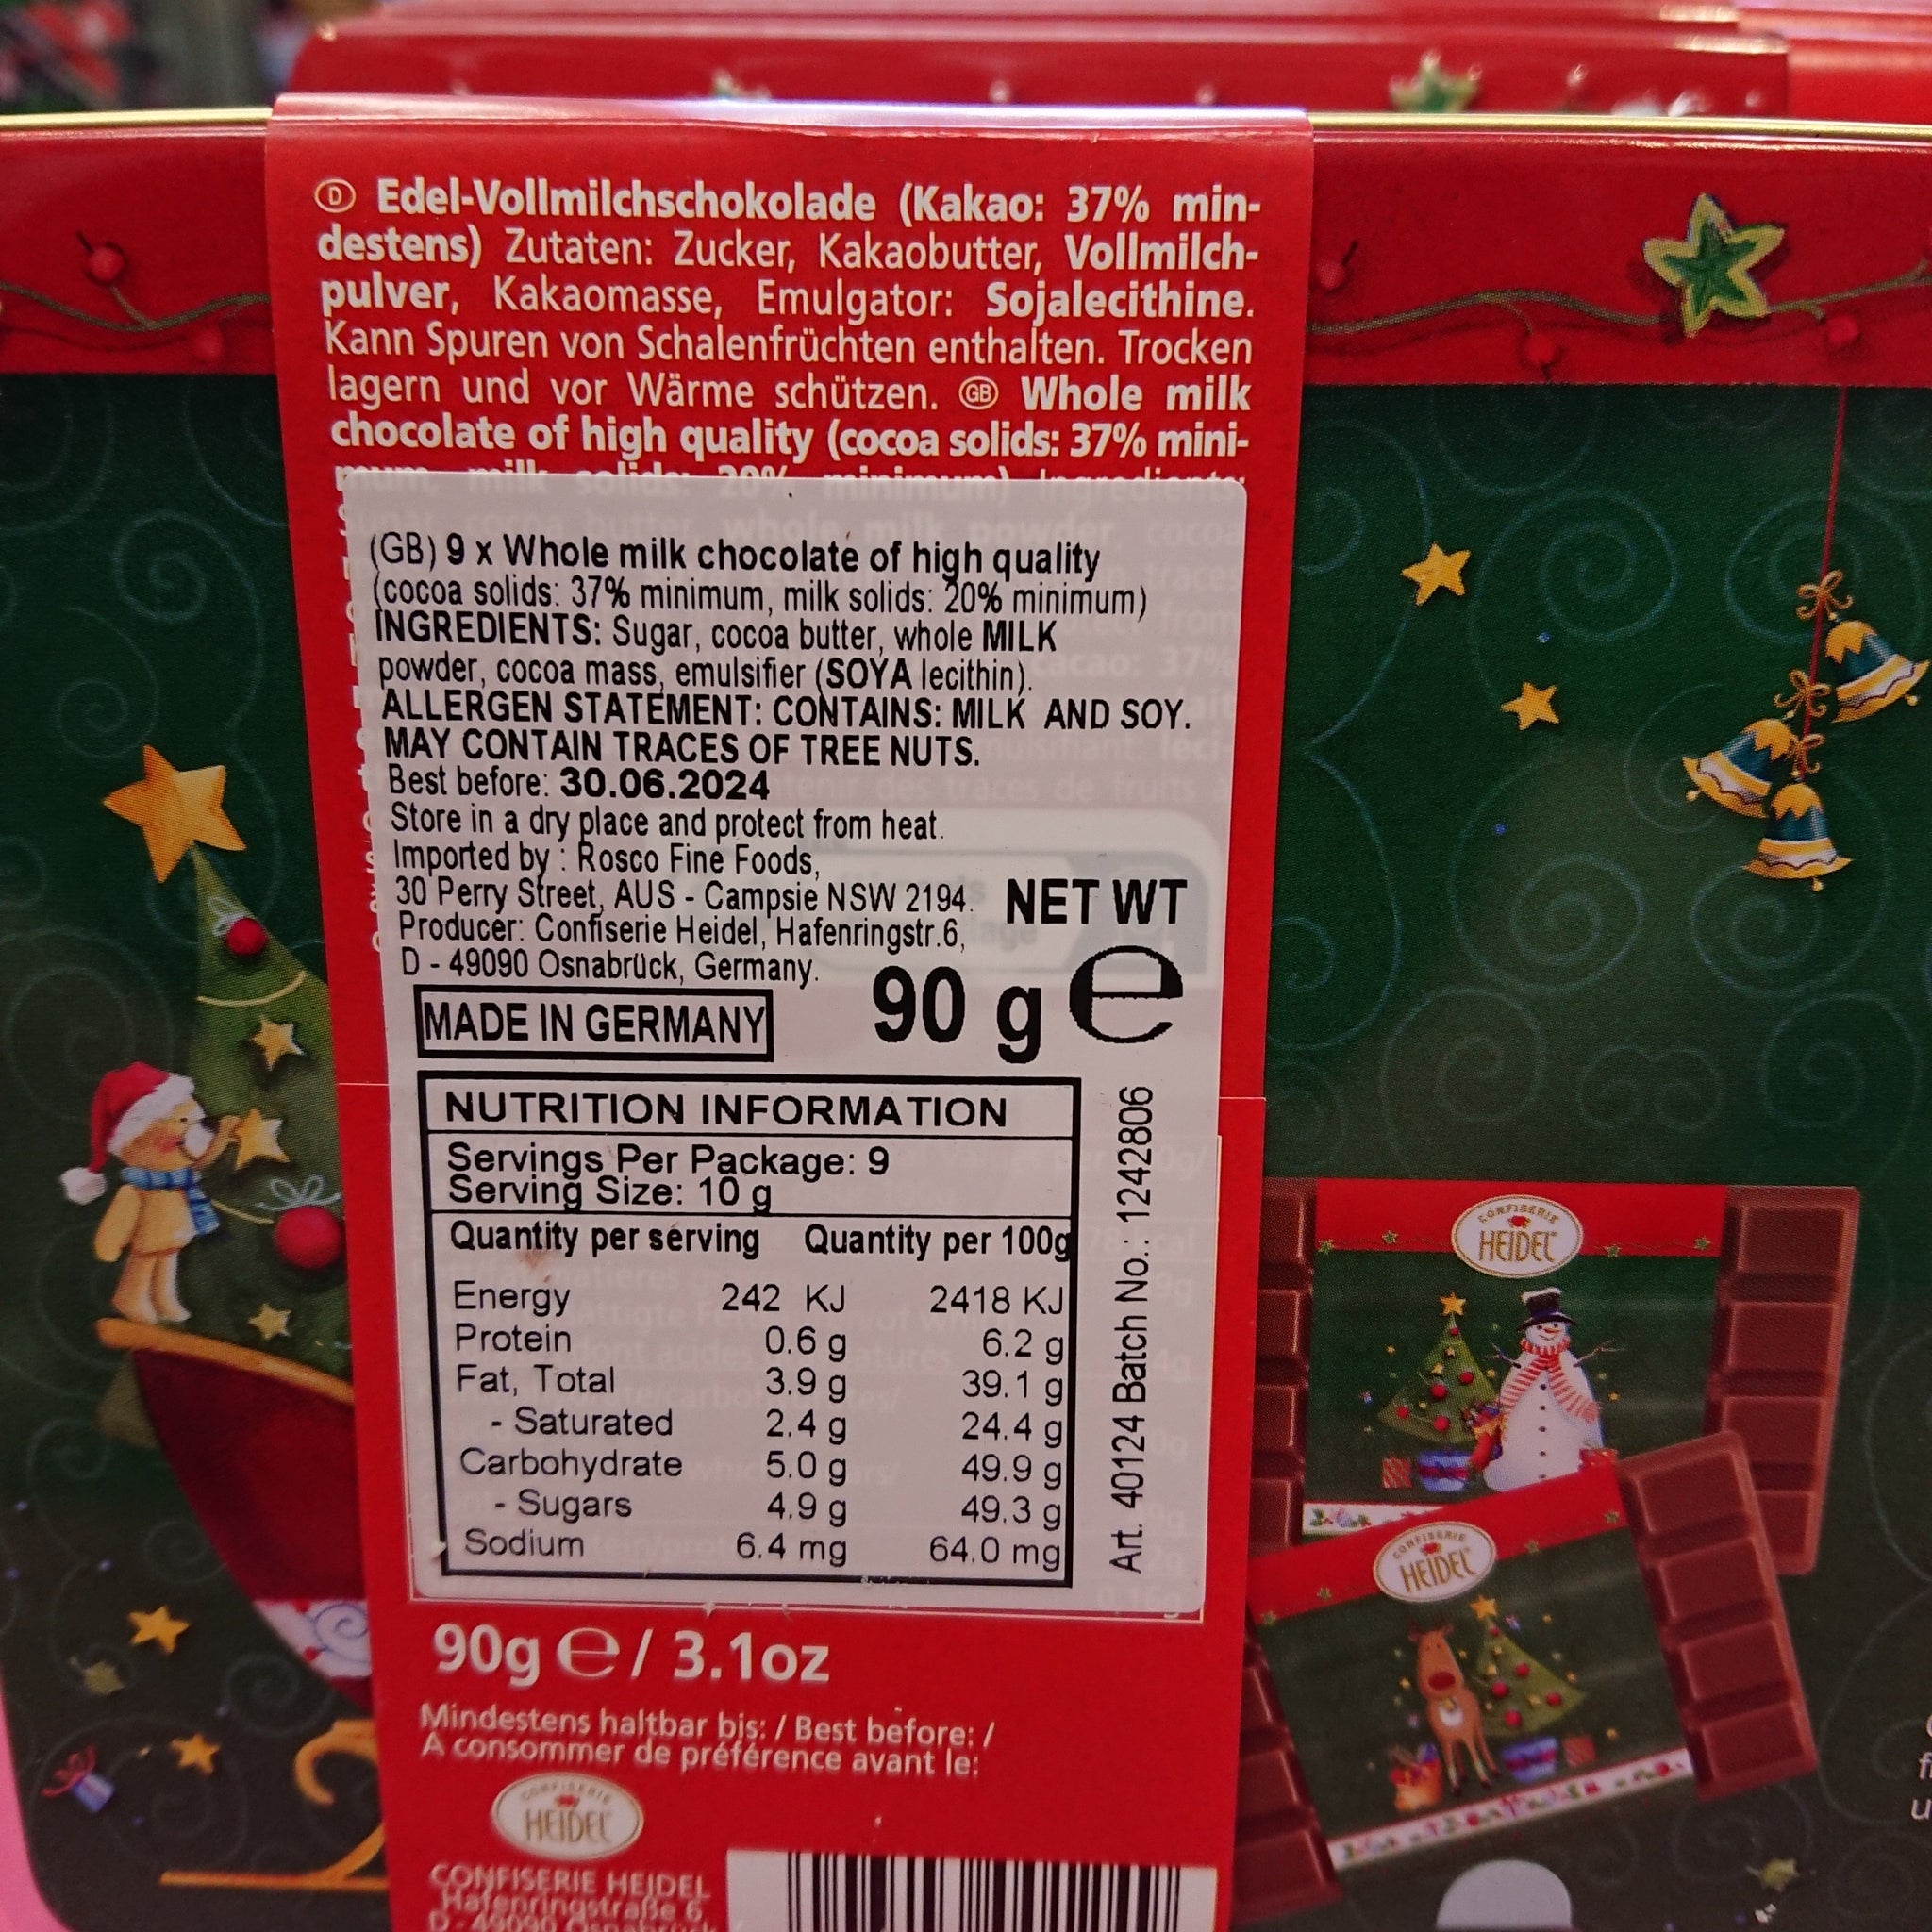 D Edel-Vollmilchschokolade (Kakao: 37% min-
destens) Zutaten: Zucker, Kakaobutter, Vollmilch-
pulver, Kakaomasse, Emulgator: Sojalecithine.
Kann Spuren von Schalenfrüchten enthalten. Trocken
lagern und vor Wärme schützen. GB Whole milk
chocolate of high quality (cocoa solids: 37% mini-
mum, milk solids: 20% minimum) Ingredients:
(GB) 9 x Whole milk chocolate of high quality
(cocoa solids: 37% minimum, milk solids: 20% minimum)
INGREDIENTS: Sugar, cocoa butter, whole MILK
powder, cocoa mass, emulsifier (SOYA lecithin).
ALLERGEN STATEMENT: CONTAINS: MILK AND SOY.
MAY CONTAIN TRACES OF TREE NUTS.
Best before: 30.06.2024
Store in a dry place and protect from heat.
Imported by : Rosco Fine Foods,
30 Perry Street, AUS - Campsie NSW 2194.
Producer: Confiserie Heidel, Hafenringstr.6,
D - 49090 Osnabrück, Germany.
NET WT
90 g e
MADE IN GERMANY
NUTRITION INFORMATION
Servings Per Package: 9
Serving Size: 10 g
Quantity per serving Quantity per 100g
Energy 242 KJ 2418 KJ
Protein 0.6 g 6.2 g
Fat, Total 3.9 g 39.1 g
- Saturated 2.4 g 24.4 g
Carbohydrate 5.0 g 49.9 g
- Sugars 4.9 g 49.3 g
Sodium 6.4 mg 64.0 mg
Art. 40124 Batch No.: 1242806
90g e / 3.1oz
Mindestens haltbar bis: / Best before: /
A consommer de préférence avant le:
CONFISERIE
HEIDEL
CONFISERIE HEIDEL
Hafenringstraße 6
D - 49090 Osnabrück
CONFISERIE
HEIDEL
CONFISERIE
HEIDEL